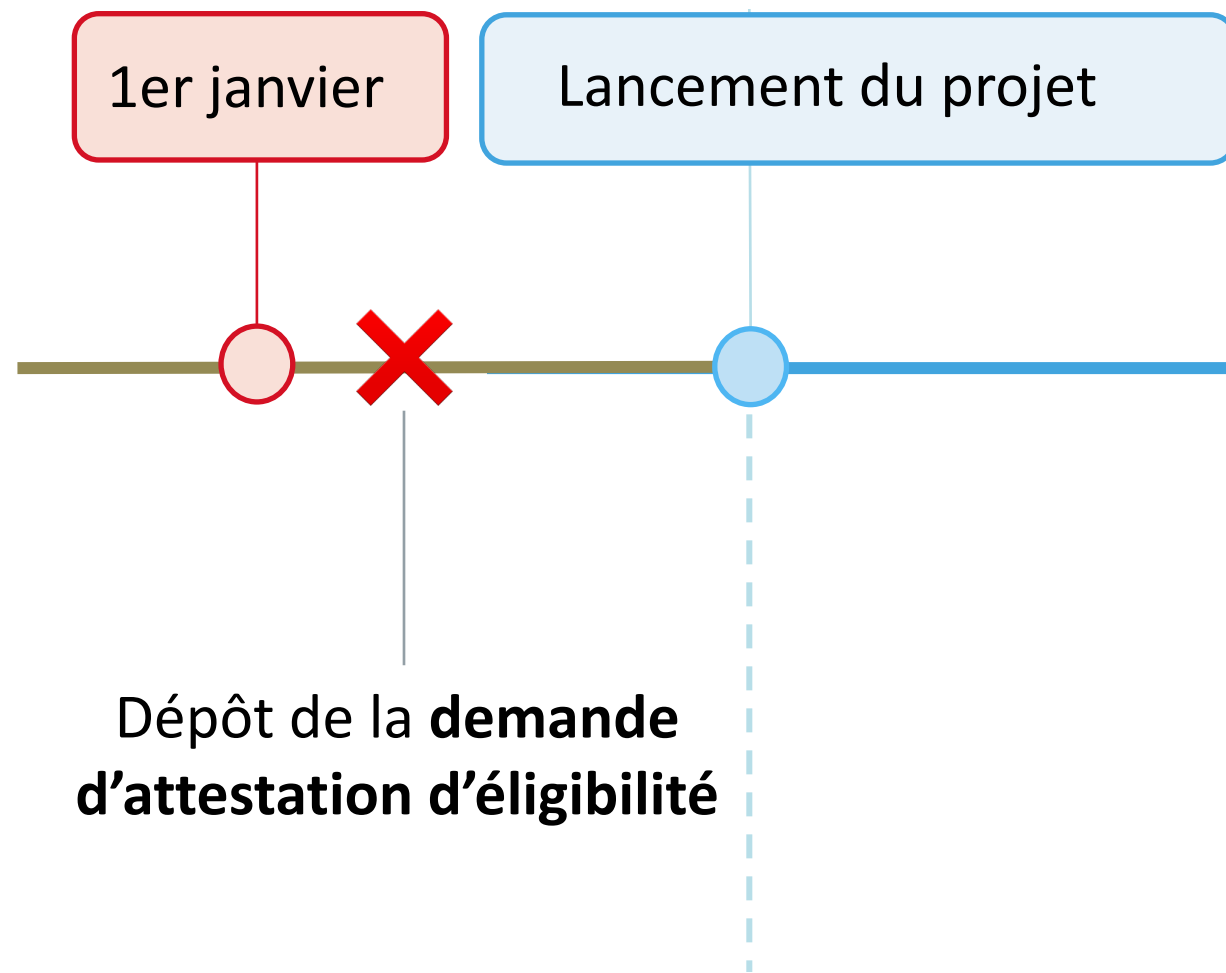 1er janvier
Lancement du projet
Dépôt de la demande
d’attestation d’éligibilité